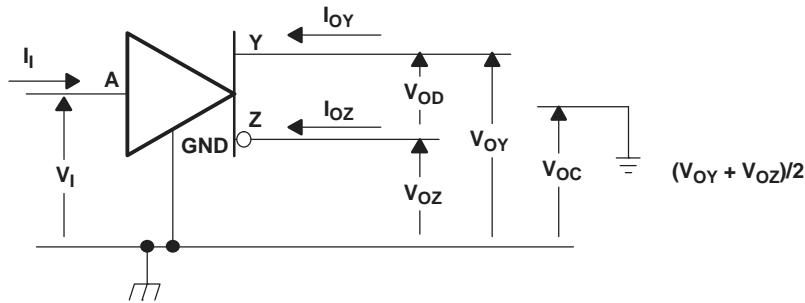 I_OY
I_I
Y
A
V_OD
Z
I_OZ
GND
V_OY
V_I
V_OZ
V_OC
(V_OY + V_OZ)/2